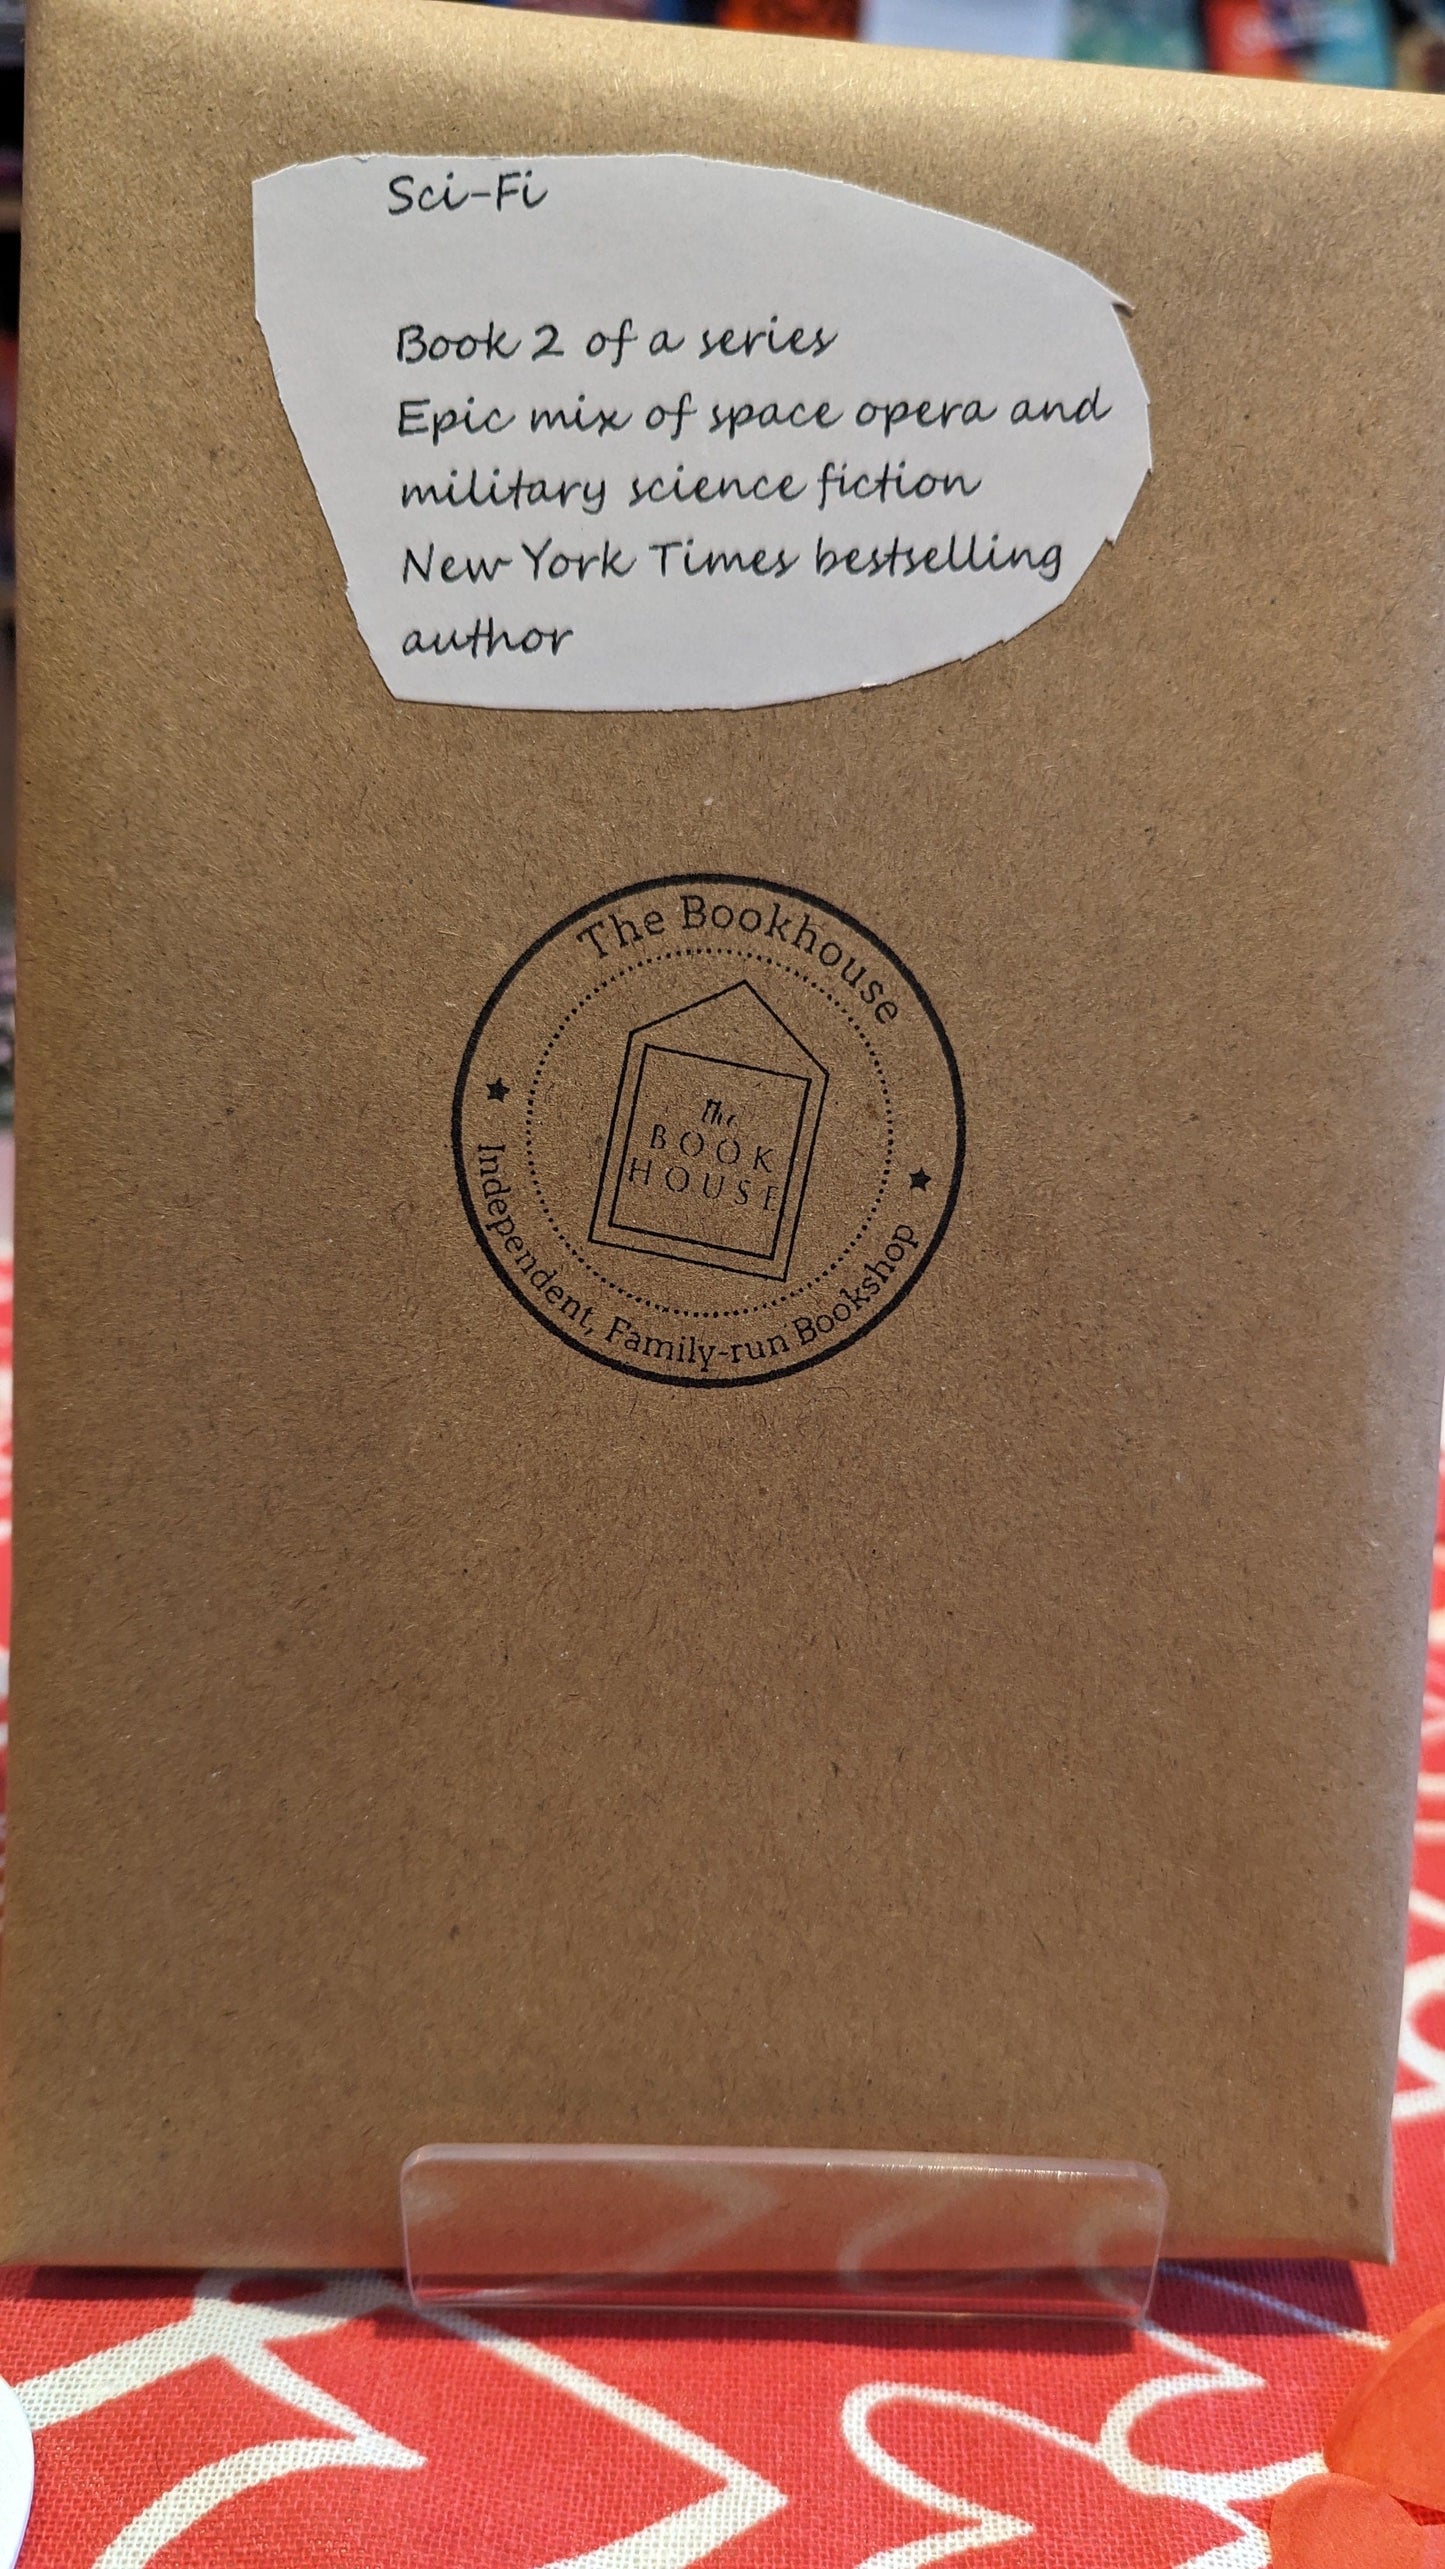 Sci-Fi
Book 2 of a series
Epic mix of space opera and
military science fiction
New York Times bestselling
author
The Bookhouse
The
BOOK
HOUSE
Independent, Family-run Bookshop